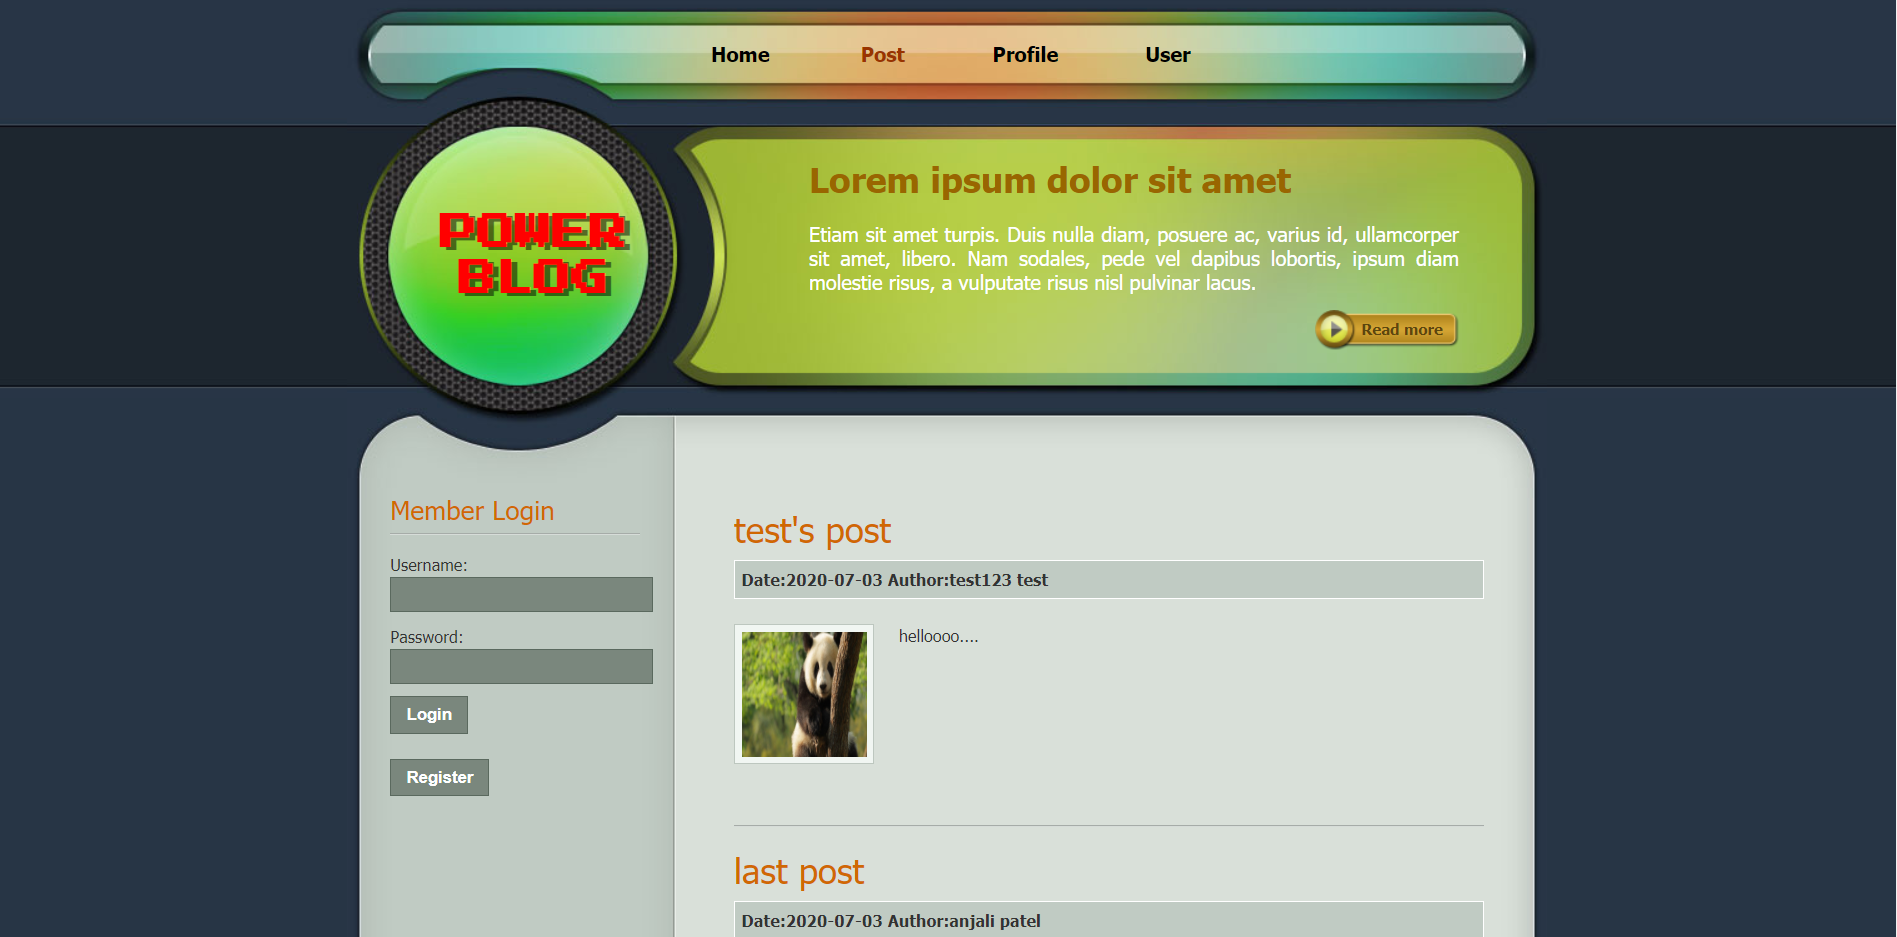 Home Post Profile User
POWER
BLOG
Lorem ipsum dolor sit amet
Etiam sit amet turpis. Duis nulla diam, posuere ac, varius id, ullamcorper
sit amet, libero. Nam sodales, pede vel dapibus lobortis, ipsum diam
molestie risus, a vulputate risus nisl pulvinar lacus.
Read more
Member Login
Username:
Password:
Login
Register
test's post
Date:2020-07-03 Author:test123 test
helloooo....
last post
Date:2020-07-03 Author:anjali patel